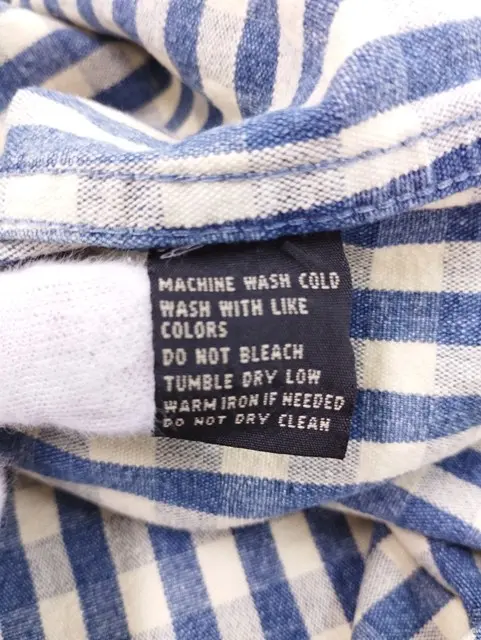 MACHINE WASH COLD
WASH WITH LIKE
COLORS
DO NOT BLEACH
TUMBLE DRY LOW
WARM IRON IF NEEDED
DO NOT DRY CLEAN